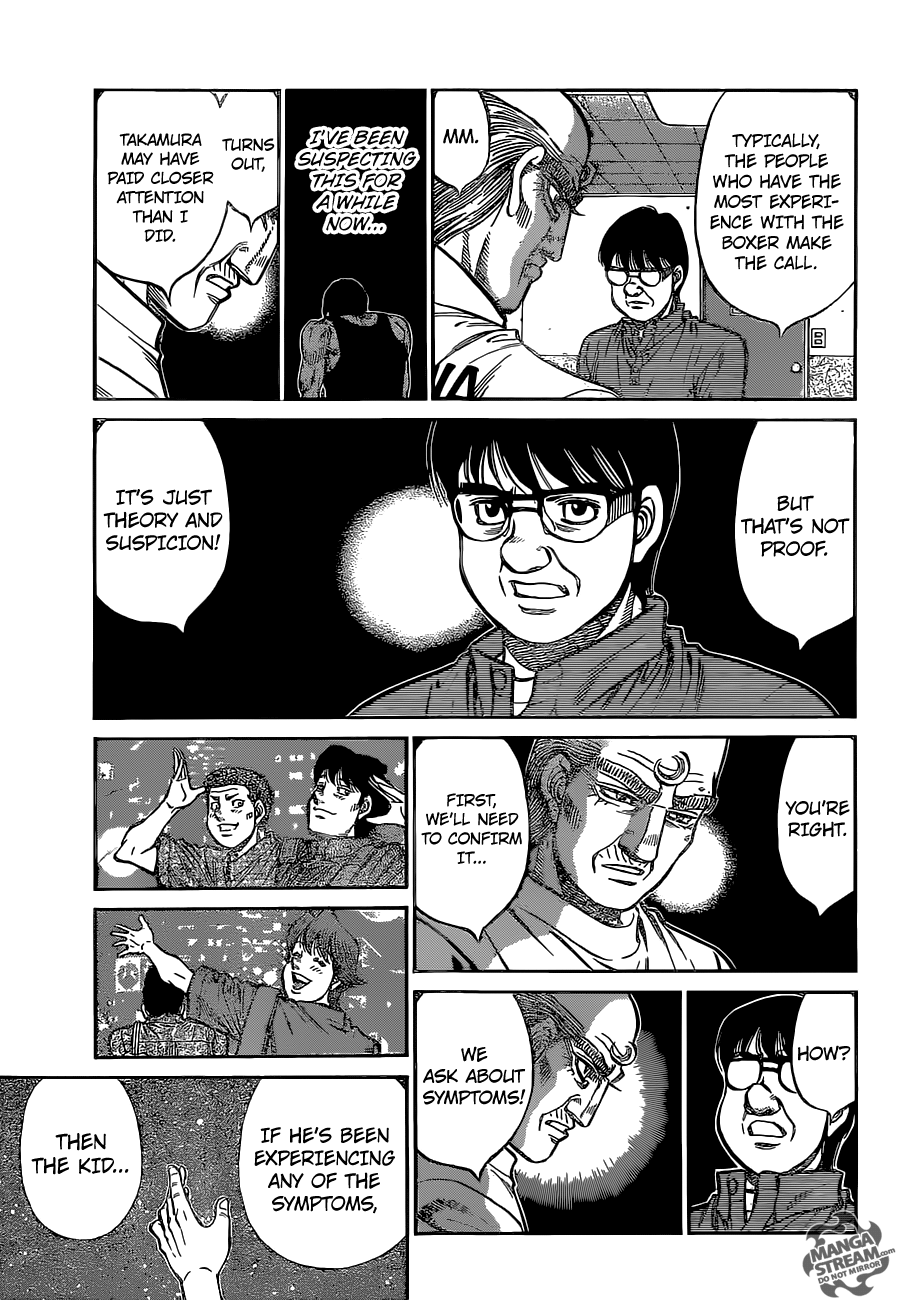 TYPICALLY,
THE PEOPLE
WHO HAVE THE
MOST EXPERI-
ENCE WITH THE
BOXER MAKE
THE CALL.
MM.
I'VE BEEN
SUSPECTING
THIS FOR
A WHILE
NOW...
TURNS
OUT,
TAKAMURA
MAY HAVE
PAID CLOSER
ATTENTION
THAN I
DID.
VA
BUT
THAT'S NOT
PROOF.
IT'S JUST
THEORY AND
SUSPICION!
YOU'RE
RIGHT.
FIRST,
WE'LL NEED
TO CONFIRM
IT...
HOW?
WE
ASK ABOUT
SYMPTOMS!
IF HE'S BEEN
EXPERIENCING
ANY OF THE
SYMPTOMS,
THEN
THE KID...
MANGA
STREAM.com
DO NOT MIRROR